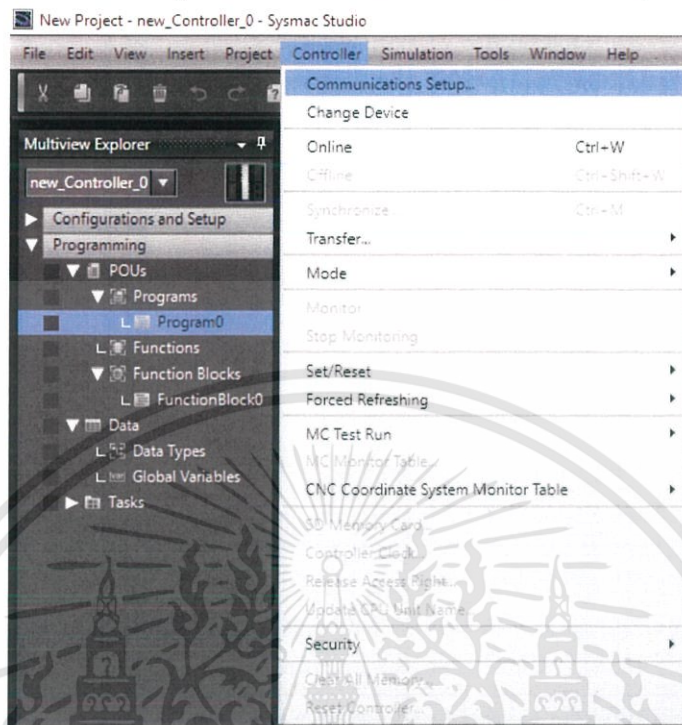 New Project - new_Controller_0 - Sysmac Studio
File Edit View Insert Project Controller Simulation Tools Window Help
Multiview Explorer
new_Controller_0
Configurations and Setup
Programming
POUs
Programs
Program0
Functions
Function Blocks
FunctionBlock0
Data
Data Types
Global Variables
Tasks
Communications Setup...
Change Device
Online Ctrl+W
Offline Ctrl+Shift+W
Synchronize... Ctrl+M
Transfer...
Mode
Monitor
Stop Monitoring
Set/Reset
Forced Refreshing
MC Test Run
MC Monitor Table...
CNC Coordinate System Monitor Table
SD Memory Card...
Controller Clock...
Release Access Right...
Update CPU Unit Name...
Security
Clear All Memory...
Reset Controller...